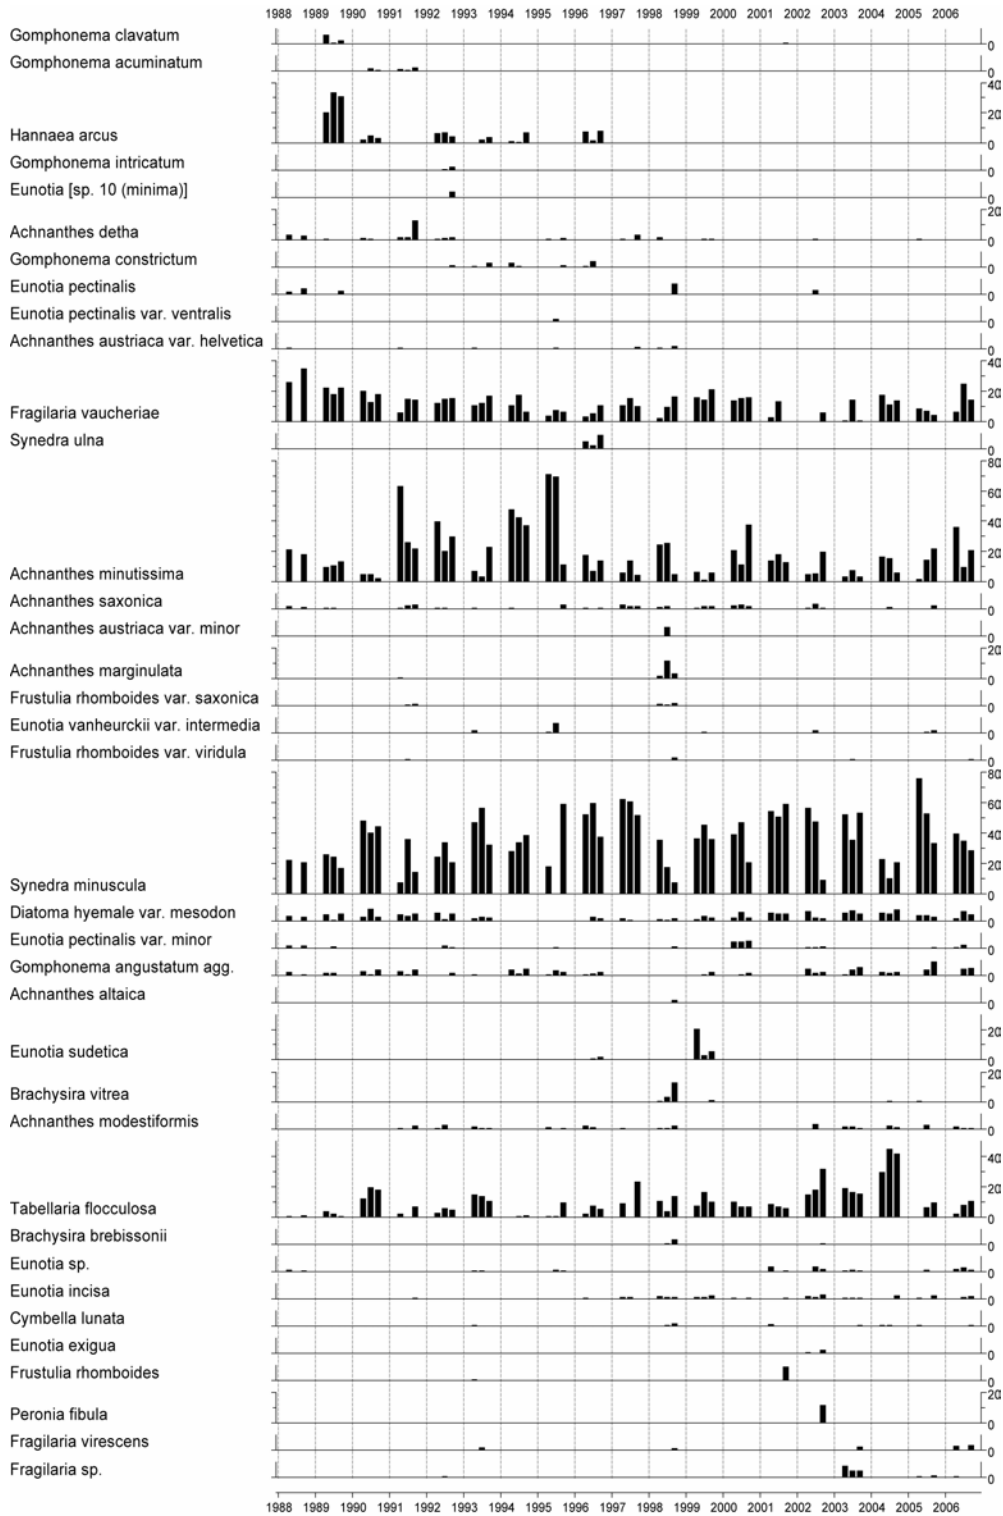 1988 1989 1990 1991 1992 1993 1994 1995 1996 1997 1998 1999 2000 2001 2002 2003 2004 2005 2006
Gomphonema clavatum
0
Gomphonema acuminatum
0
40
20
Hannaea arcus
0
Gomphonema intricatum
0
Eunotia [sp. 10 (minima)]
0
20
Achnanthes detha
0
Gomphonema constrictum
0
Eunotia pectinalis
0
Eunotia pectinalis var. ventralis
0
Achnanthes austriaca var. helvetica
0
40
20
Fragilaria vaucheriae
0
Synedra ulna
0
80
60
40
20
Achnanthes minutissima
0
Achnanthes saxonica
0
Achnanthes austriaca var. minor
0
20
Achnanthes marginulata
0
Frustulia rhomboides var. saxonica
0
Eunotia vanheurckii var. intermedia
0
Frustulia rhomboides var. viridula
0
80
60
40
20
Synedra minuscula
0
Diatoma hyemale var. mesodon
0
Eunotia pectinalis var. minor
0
Gomphonema angustatum agg.
0
Achnanthes altaica
0
20
Eunotia sudetica
0
20
Brachysira vitrea
0
Achnanthes modestiformis
0
40
20
Tabellaria flocculosa
0
Brachysira brebissonii
0
Eunotia sp.
0
Eunotia incisa
0
Cymbella lunata
0
Eunotia exigua
0
Frustulia rhomboides
0
20
Peronia fibula
0
Fragilaria virescens
0
Fragilaria sp.
0
1988 1989 1990 1991 1992 1993 1994 1995 1996 1997 1998 1999 2000 2001 2002 2003 2004 2005 2006